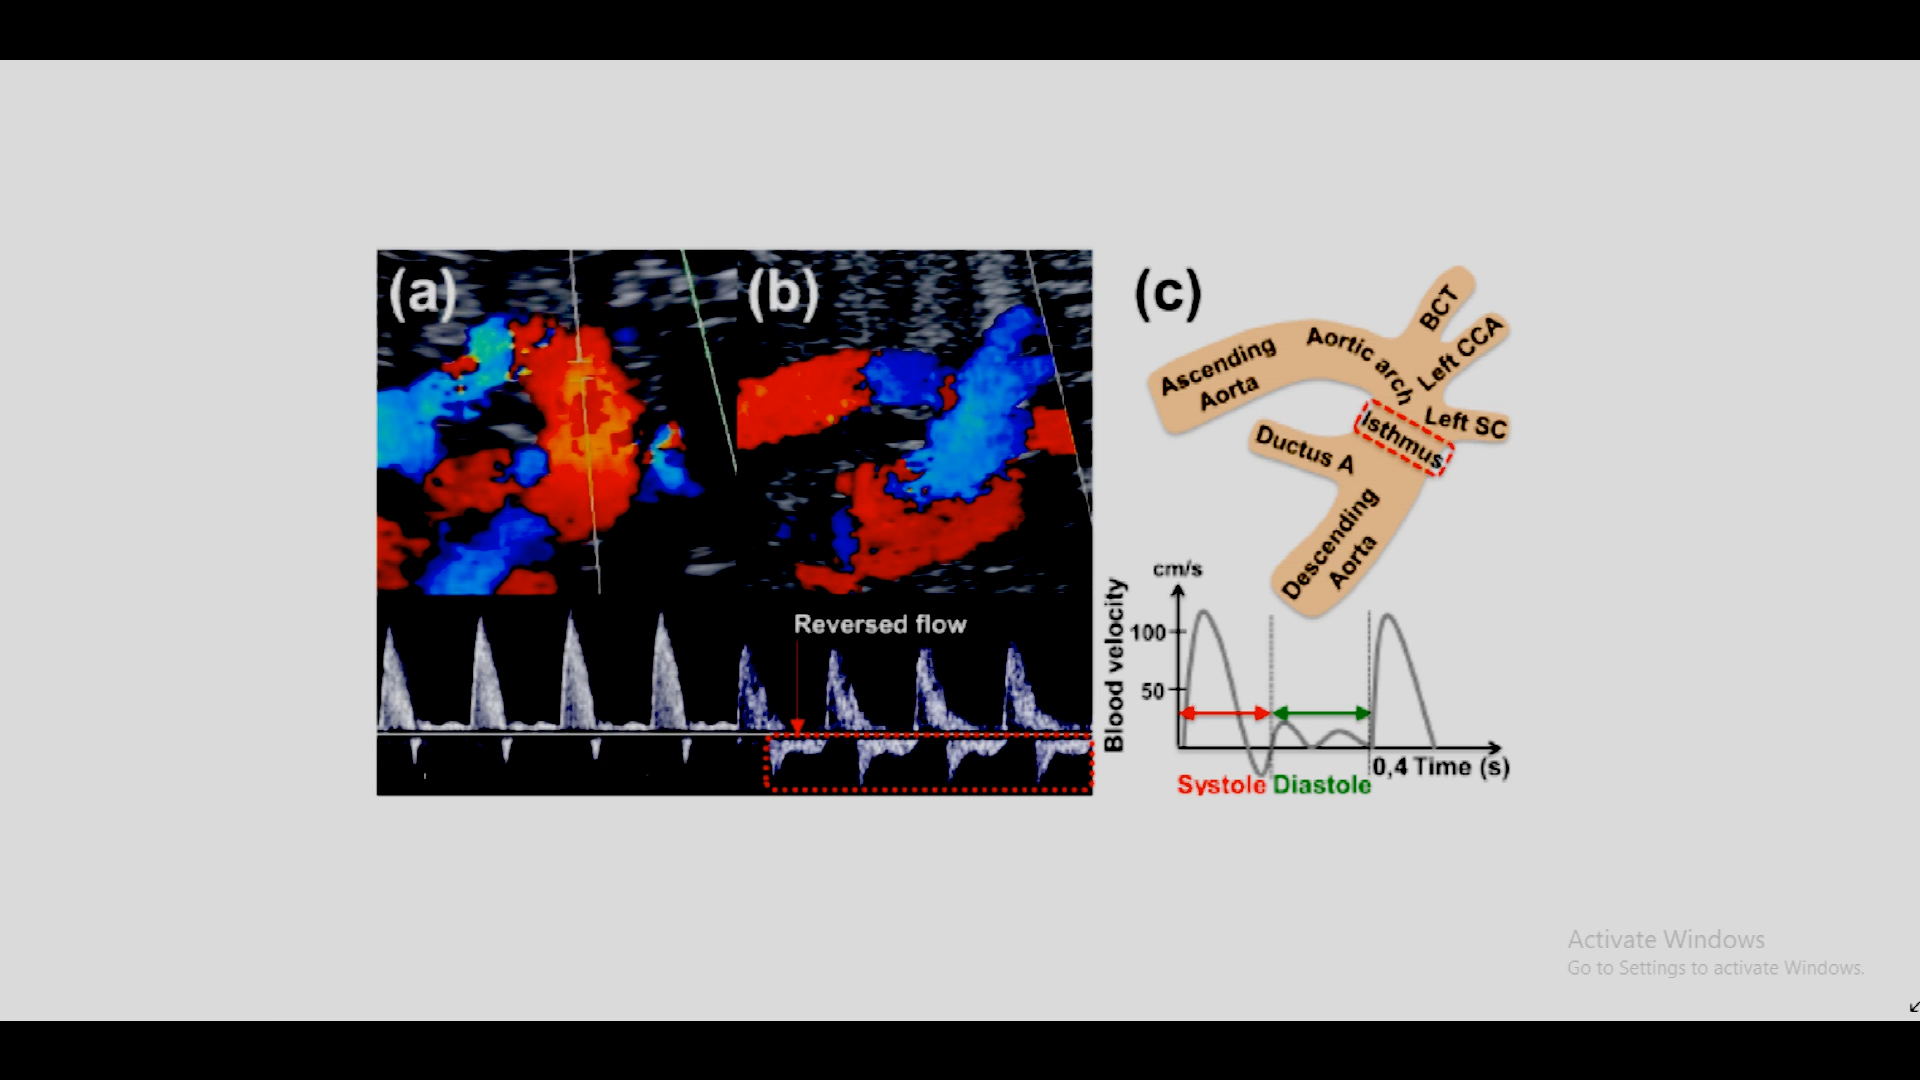 (a)
(b)
Reversed flow
(c)
Ascending
Aorta
Aortic arch
BCT
Left CCA
Left SC
Isthmus
Ductus A
Descending
Aorta
cm/s
Blood velocity
100
50
0,4 Time (s)
Systole Diastole
Activate Windows
Go to Settings to activate Windows.